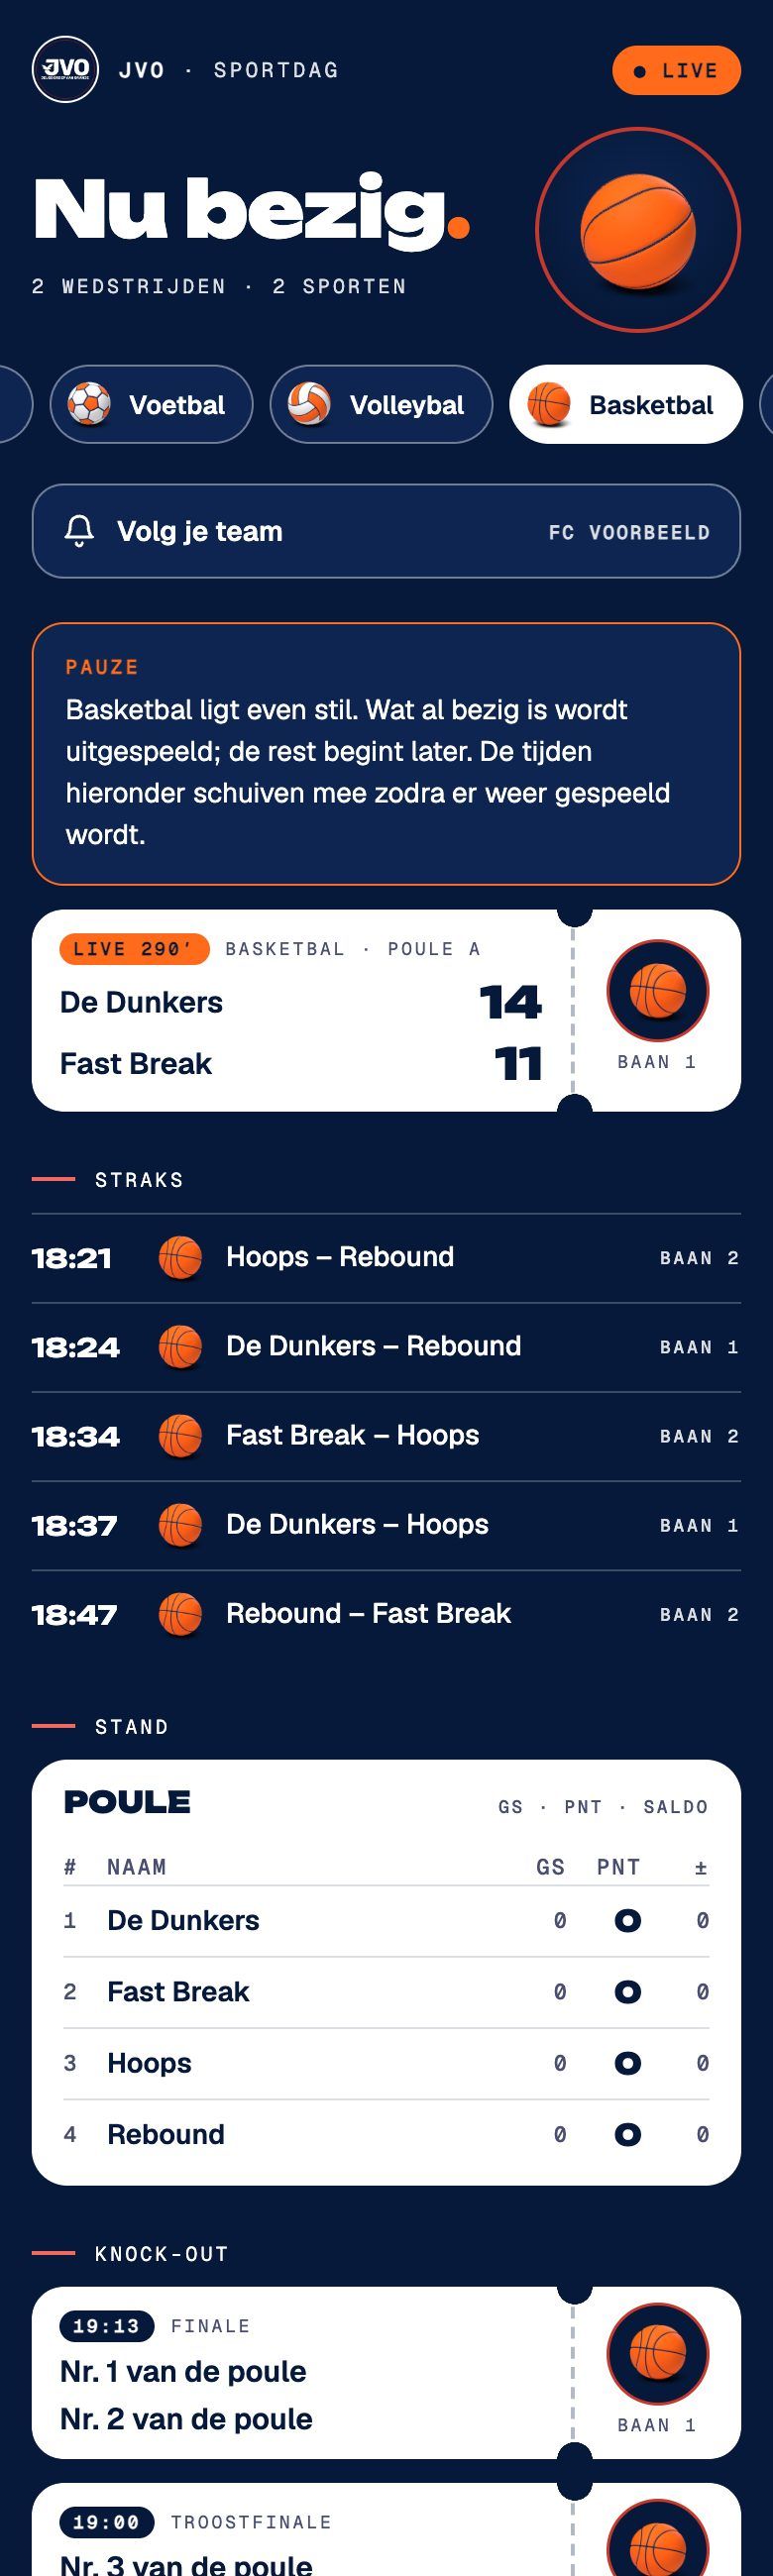 JVO
JVO · SPORTDAG
● LIVE
Nu bezig.
2 WEDSTRIJDEN · 2 SPORTEN
Voetbal
Volleybal
Basketbal
Volg je team
FC VOORBEELD
PAUZE
Basketbal ligt even stil. Wat al bezig is wordt
uitgespeeld; de rest begint later. De tijden
hieronder schuiven mee zodra er weer gespeeld
wordt.
LIVE 290′ BASKETBAL · POULE A
De Dunkers 14
Fast Break 11
BAAN 1
STRAKS
18:21 Hoops – Rebound BAAN 2
18:24 De Dunkers – Rebound BAAN 1
18:34 Fast Break – Hoops BAAN 2
18:37 De Dunkers – Hoops BAAN 1
18:47 Rebound – Fast Break BAAN 2
STAND
POULE GS · PNT · SALDO
# NAAM GS PNT ±
1 De Dunkers 0 0 0
2 Fast Break 0 0 0
3 Hoops 0 0 0
4 Rebound 0 0 0
KNOCK-OUT
19:13 FINALE
Nr. 1 van de poule
Nr. 2 van de poule
BAAN 1
19:00 TROOSTFINALE
Nr. 3 van de poule